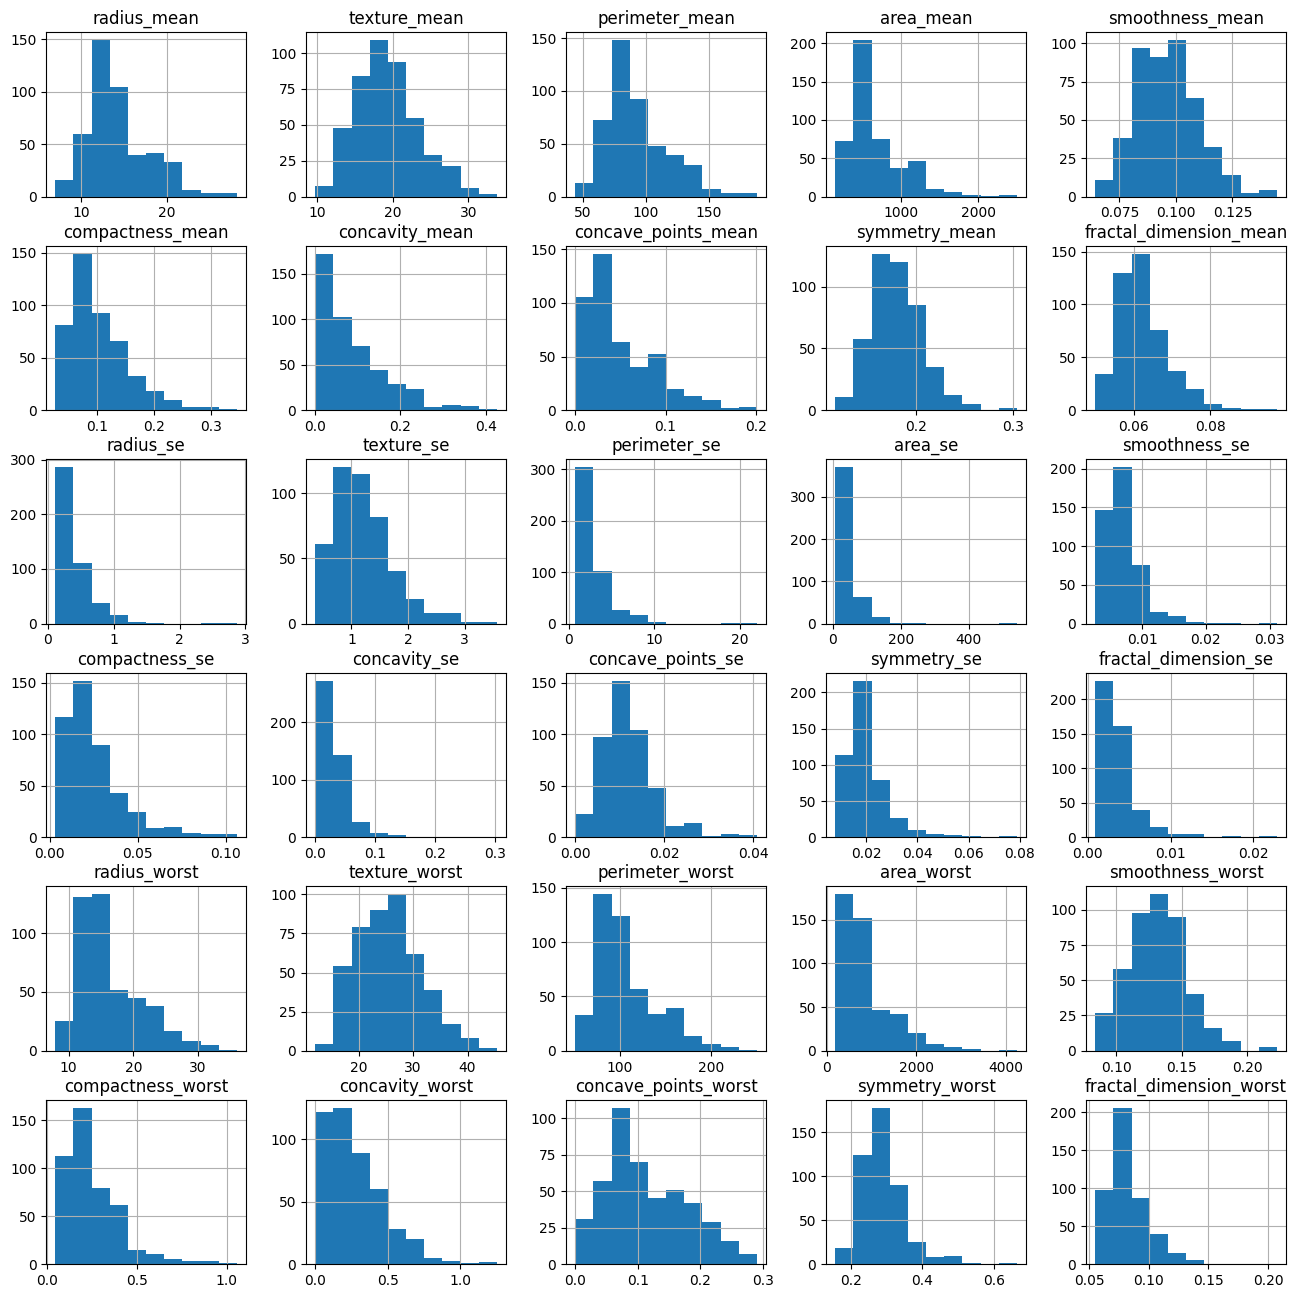 radius_mean texture_mean perimeter_mean area_mean smoothness_mean
150 100 50 0 10 20
100 75 50 25 0 10 20 30
150 100 50 0 50 100 150
200 150 100 50 0 1000 2000
100 75 50 25 0 0.075 0.100 0.125
compactness_mean concavity_mean concave_points_mean symmetry_mean fractal_dimension_mean
150 100 50 0 0.1 0.2 0.3
150 100 50 0 0.0 0.2 0.4
150 100 50 0 0.0 0.1 0.2
100 50 0 0.2 0.3
150 100 50 0 0.06 0.08
radius_se texture_se perimeter_se area_se smoothness_se
300 200 100 0 0 1 2 3
100 50 0 1 2 3
300 200 100 0 0 10 20
300 200 100 0 0 200 400
200 150 100 50 0 0.01 0.02 0.03
compactness_se concavity_se concave_points_se symmetry_se fractal_dimension_se
150 100 50 0 0.00 0.05 0.10
200 100 0 0.0 0.1 0.2 0.3
150 100 50 0 0.00 0.02 0.04
200 150 100 50 0 0.02 0.04 0.06 0.08
200 150 100 50 0 0.00 0.01 0.02
radius_worst texture_worst perimeter_worst area_worst smoothness_worst
100 50 0 10 20 30
100 75 50 25 0 20 30 40
150 100 50 0 100 200
150 100 50 0 0 2000 4000
100 75 50 25 0 0.10 0.15 0.20
compactness_worst concavity_worst concave_points_worst symmetry_worst fractal_dimension_worst
150 100 50 0 0.0 0.5 1.0
100 50 0 0.0 0.5 1.0
100 75 50 25 0 0.0 0.1 0.2 0.3
150 100 50 0 0.2 0.4 0.6
200 150 100 50 0 0.05 0.10 0.15 0.20